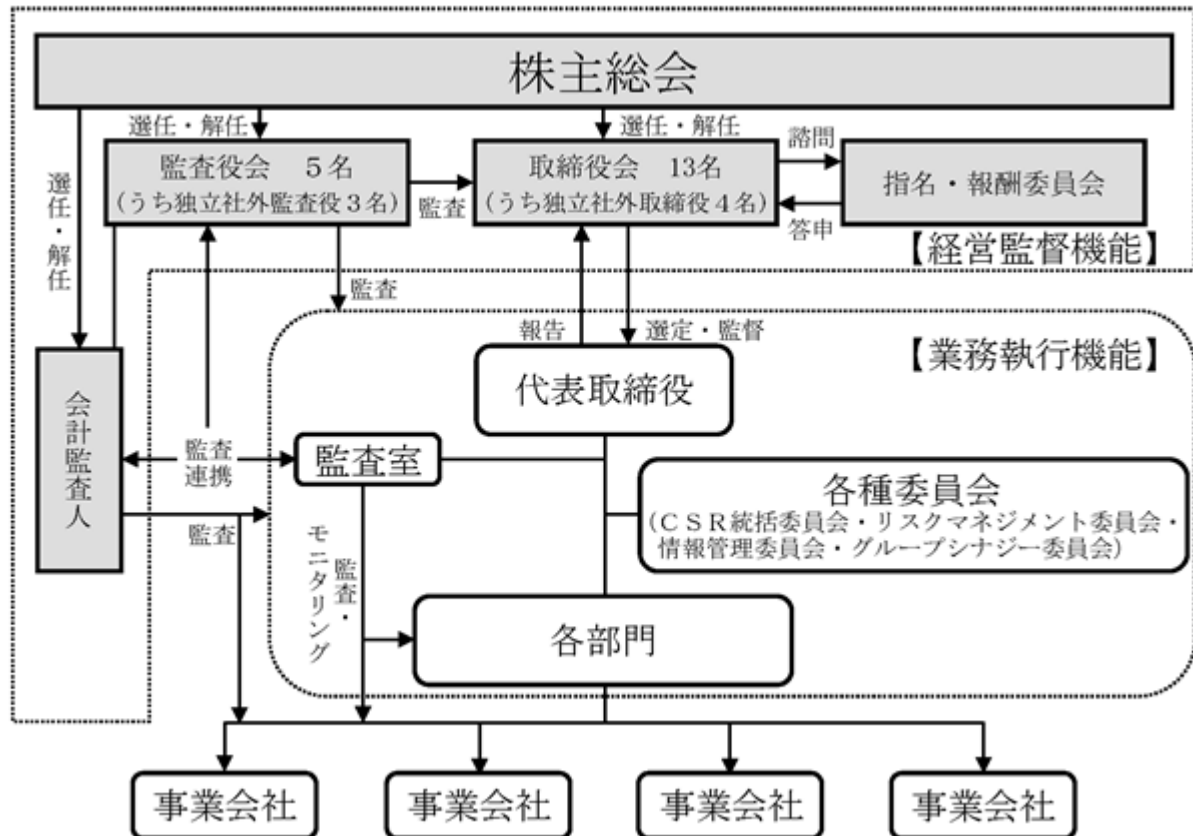 株主総会
選任・解任
選任・解任
選任・解任
監査役会　５名
(うち独立社外監査役３名)
監査
取締役会　13名
(うち独立社外取締役４名)
諮問
答申
指名・報酬委員会
【経営監督機能】
監査
報告
選定・監督
【業務執行機能】
代表取締役
会計監査人
監査
連携
監査室
監査
モニタリング
監査・
各種委員会
(ＣＳＲ統括委員会・リスクマネジメント委員会・
情報管理委員会・グループシナジー委員会)
各部門
事業会社
事業会社
事業会社
事業会社